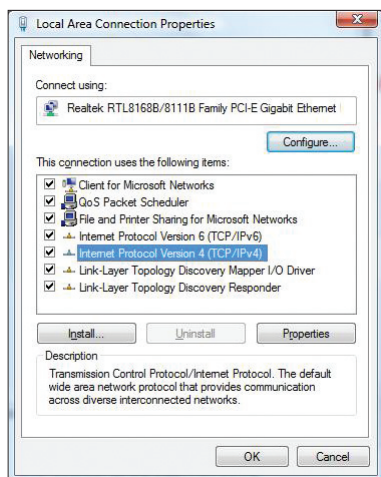 Local Area Connection Properties
Networking
Connect using:
Realtek RTL8168B/8111B Family PCI-E Gigabit Ethernet
Configure...
This connection uses the following items:
Client for Microsoft Networks
QoS Packet Scheduler
File and Printer Sharing for Microsoft Networks
Internet Protocol Version 6 (TCP/IPv6)
Internet Protocol Version 4 (TCP/IPv4)
Link-Layer Topology Discovery Mapper I/O Driver
Link-Layer Topology Discovery Responder
Install... Uninstall Properties
Description
Transmission Control Protocol/Internet Protocol. The default
wide area network protocol that provides communication
across diverse interconnected networks.
OK Cancel